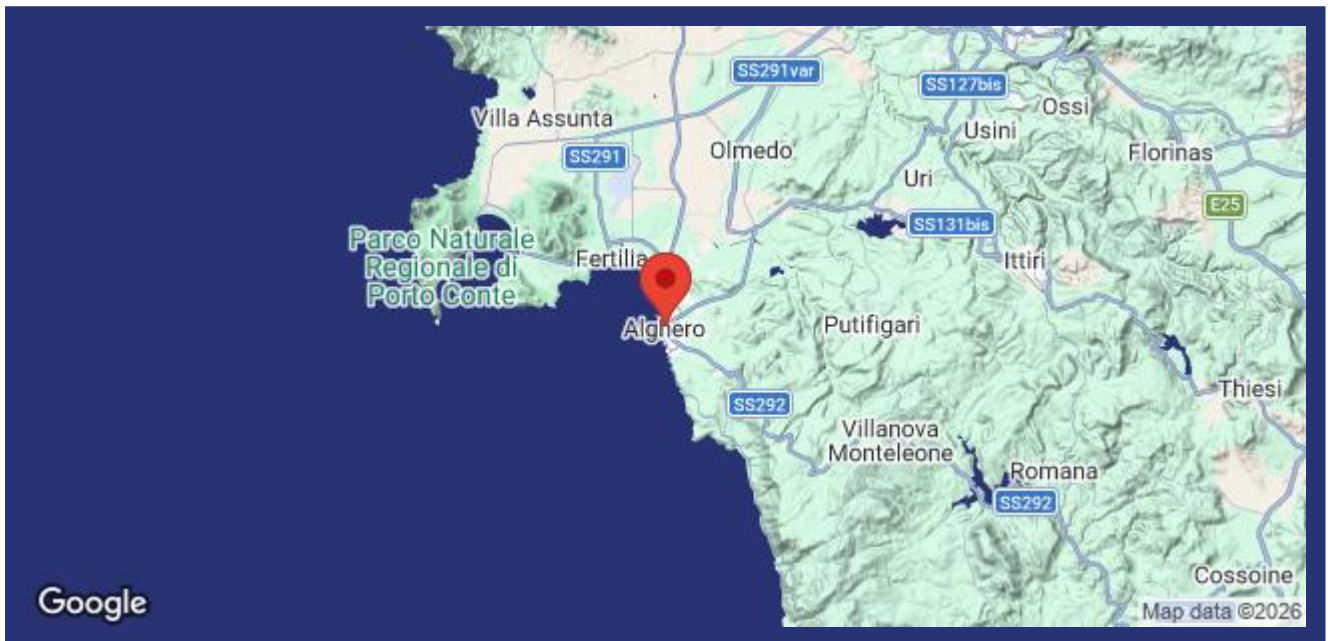 SS291var
SS127bis
Ossi
Villa Assunta
Usini
SS291
Olmedo
Florinas
Uri
E25
SS131bis
Parco Naturale
Regionale di
Porto Conte
Fertilia
Ittiri
Alghero
Putifigari
Thiesi
SS292
Villanova
Monteleone
Romana
SS292
Cossoine
Google
Map data ©2026